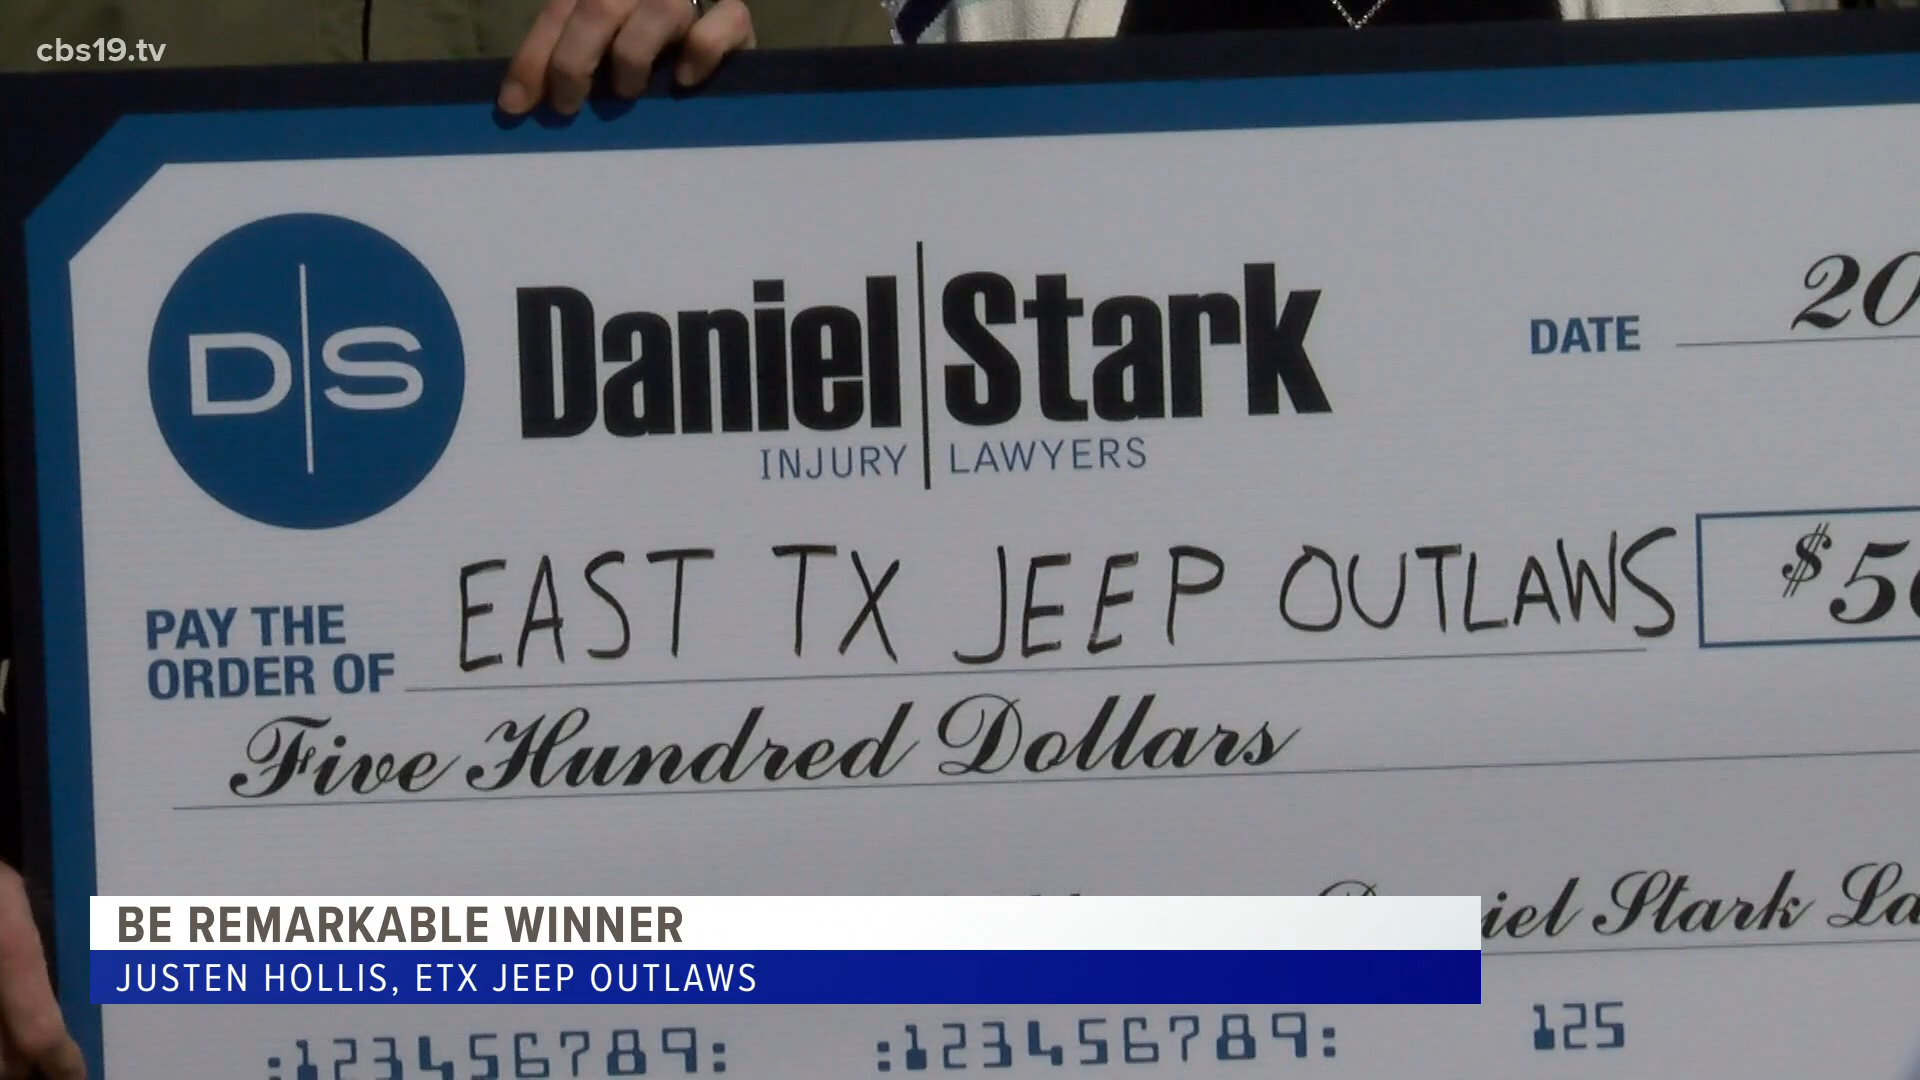 cbs19.tv
D|S
Daniel Stark
INJURY LAWYERS
DATE 20
PAY THE
ORDER OF EAST TX JEEP OUTLAWS
$50
Five Hundred Dollars
iel Stark La
BE REMARKABLE WINNER
JUSTEN HOLLIS, ETX JEEP OUTLAWS
:123456789: :123456789: 125